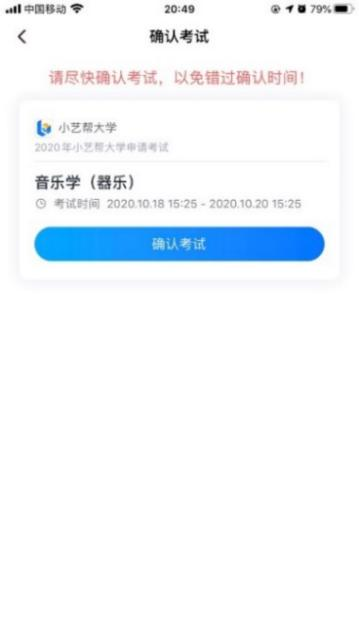 中国移动 20:49 79%
确认考试
请尽快确认考试，以免错过确认时间！
小艺帮大学
2020年小艺帮大学申请考试
音乐学（器乐）
考试时间 2020.10.18 15:25 - 2020.10.20 15:25
确认考试